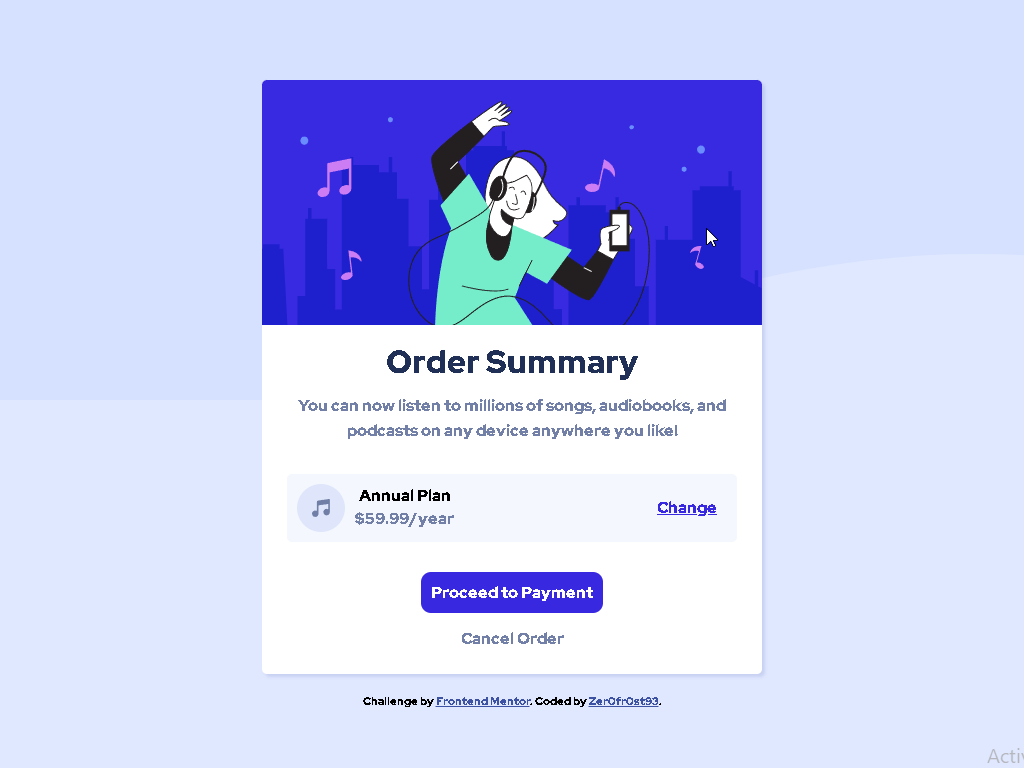 Order Summary
You can now listen to millions of songs, audiobooks, and
podcasts on any device anywhere you like!
Annual Plan
$59.99/year
Change
Proceed to Payment
Cancel Order
Challenge by Frontend Mentor. Coded by Zer0fr0st93.